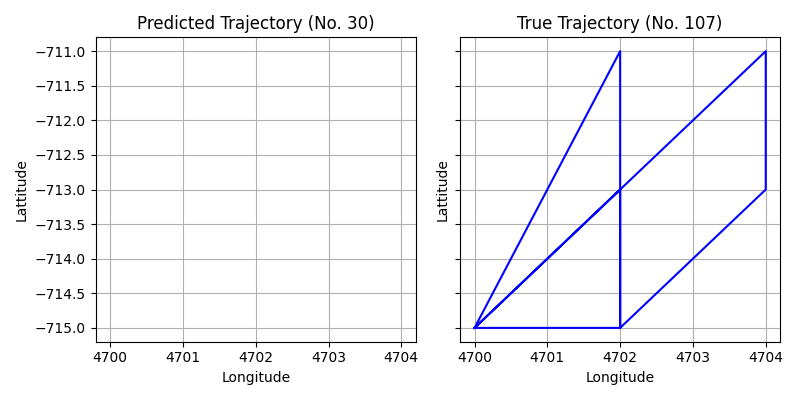 Predicted Trajectory (No. 30)
True Trajectory (No. 107)
Lattitude
−711.0
−711.5
−712.0
−712.5
−713.0
−713.5
−714.0
−714.5
−715.0
4700 4701 4702 4703 4704
Longitude
Lattitude
4700 4701 4702 4703 4704
Longitude